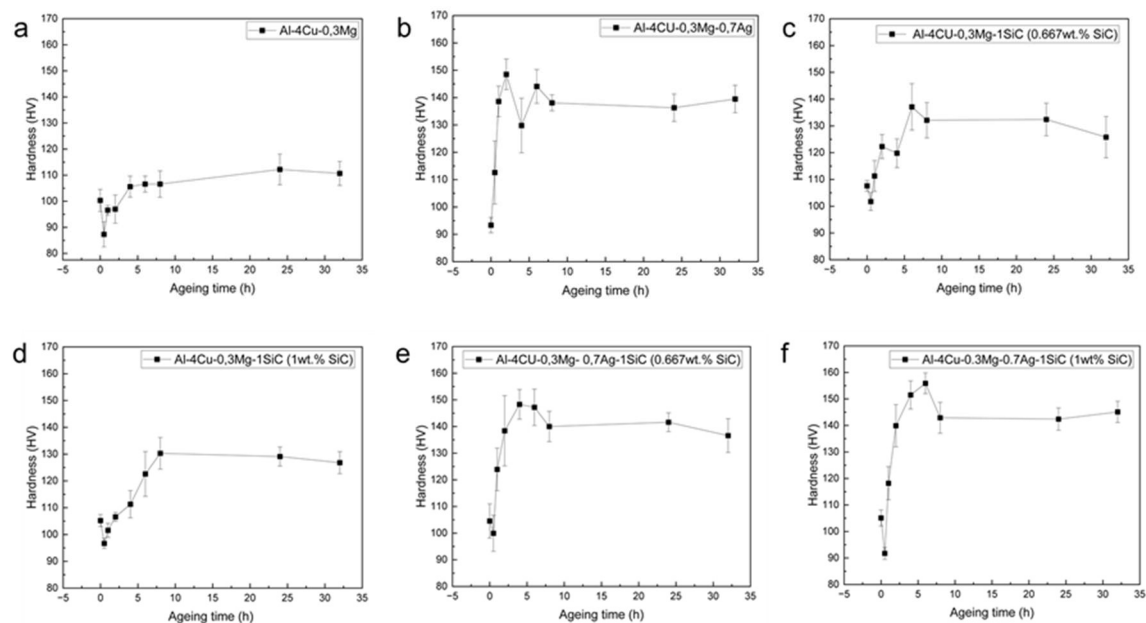 a
Al-4Cu-0,3Mg
170
160
150
140
130
120
110
100
90
80
Hardness (HV)
−5 0 5 10 15 20 25 30 35
Ageing time (h)
b
Al-4CU-0,3Mg-0,7Ag
170
160
150
140
130
120
110
100
90
80
Hardness (HV)
−5 0 5 10 15 20 25 30 35
Ageing time (h)
c
Al-4CU-0,3Mg-1SiC (0.667wt.% SiC)
170
160
150
140
130
120
110
100
90
80
Hardness (HV)
−5 0 5 10 15 20 25 30 35
Ageing time (h)
d
Al-4Cu-0,3Mg-1SiC (1wt.% SiC)
170
160
150
140
130
120
110
100
90
80
Hardness (HV)
−5 0 5 10 15 20 25 30 35
Ageing time (h)
e
Al-4CU-0,3Mg- 0,7Ag-1SiC (0.667wt.% SiC)
170
160
150
140
130
120
110
100
90
80
Hardness (HV)
−5 0 5 10 15 20 25 30 35
Ageing time (h)
f
Al-4Cu-0.3Mg-0.7Ag-1SiC (1wt% SiC)
170
160
150
140
130
120
110
100
90
80
Hardness (HV)
−5 0 5 10 15 20 25 30 35
Ageing time (h)